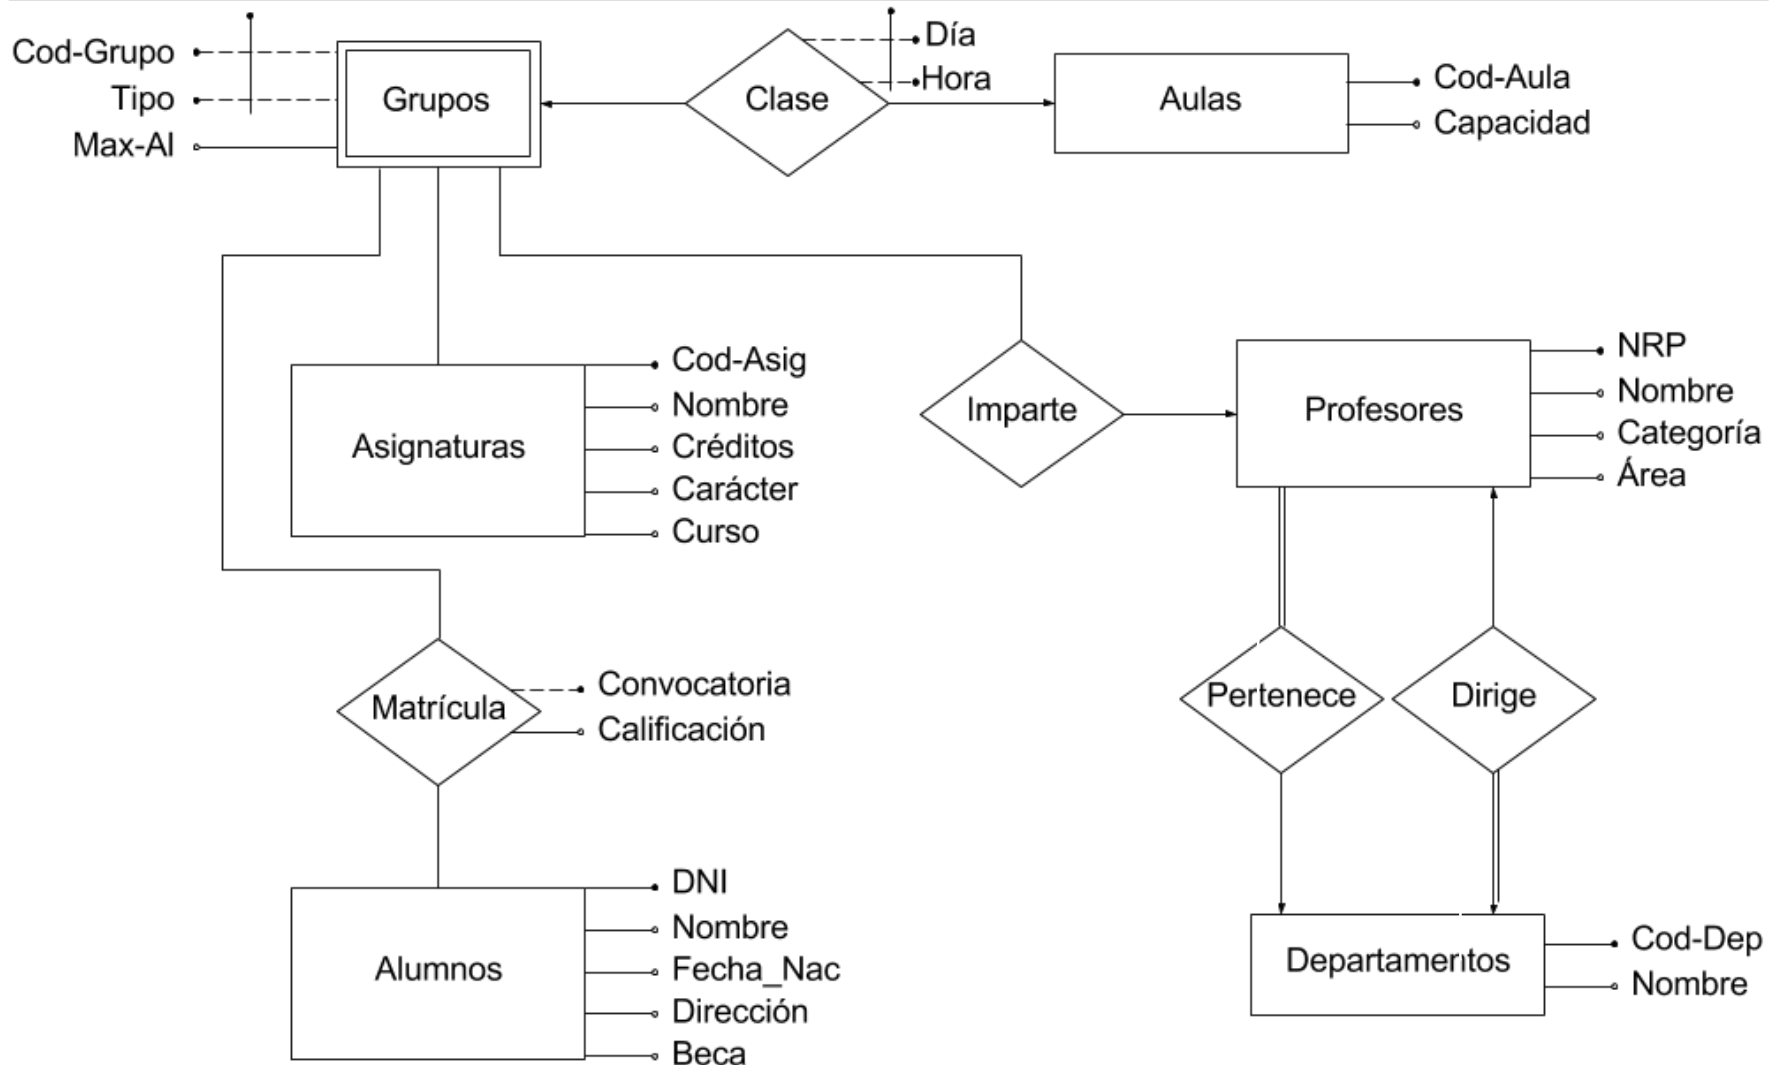 Cod-Grupo
Tipo
Max-Al
Grupos
Clase
Día
Hora
Aulas
Cod-Aula
Capacidad
Asignaturas
Cod-Asig
Nombre
Créditos
Carácter
Curso
Imparte
Profesores
NRP
Nombre
Categoría
Área
Matrícula
Convocatoria
Calificación
Pertenece
Dirige
Alumnos
DNI
Nombre
Fecha_Nac
Dirección
Beca
Departamentos
Cod-Dep
Nombre